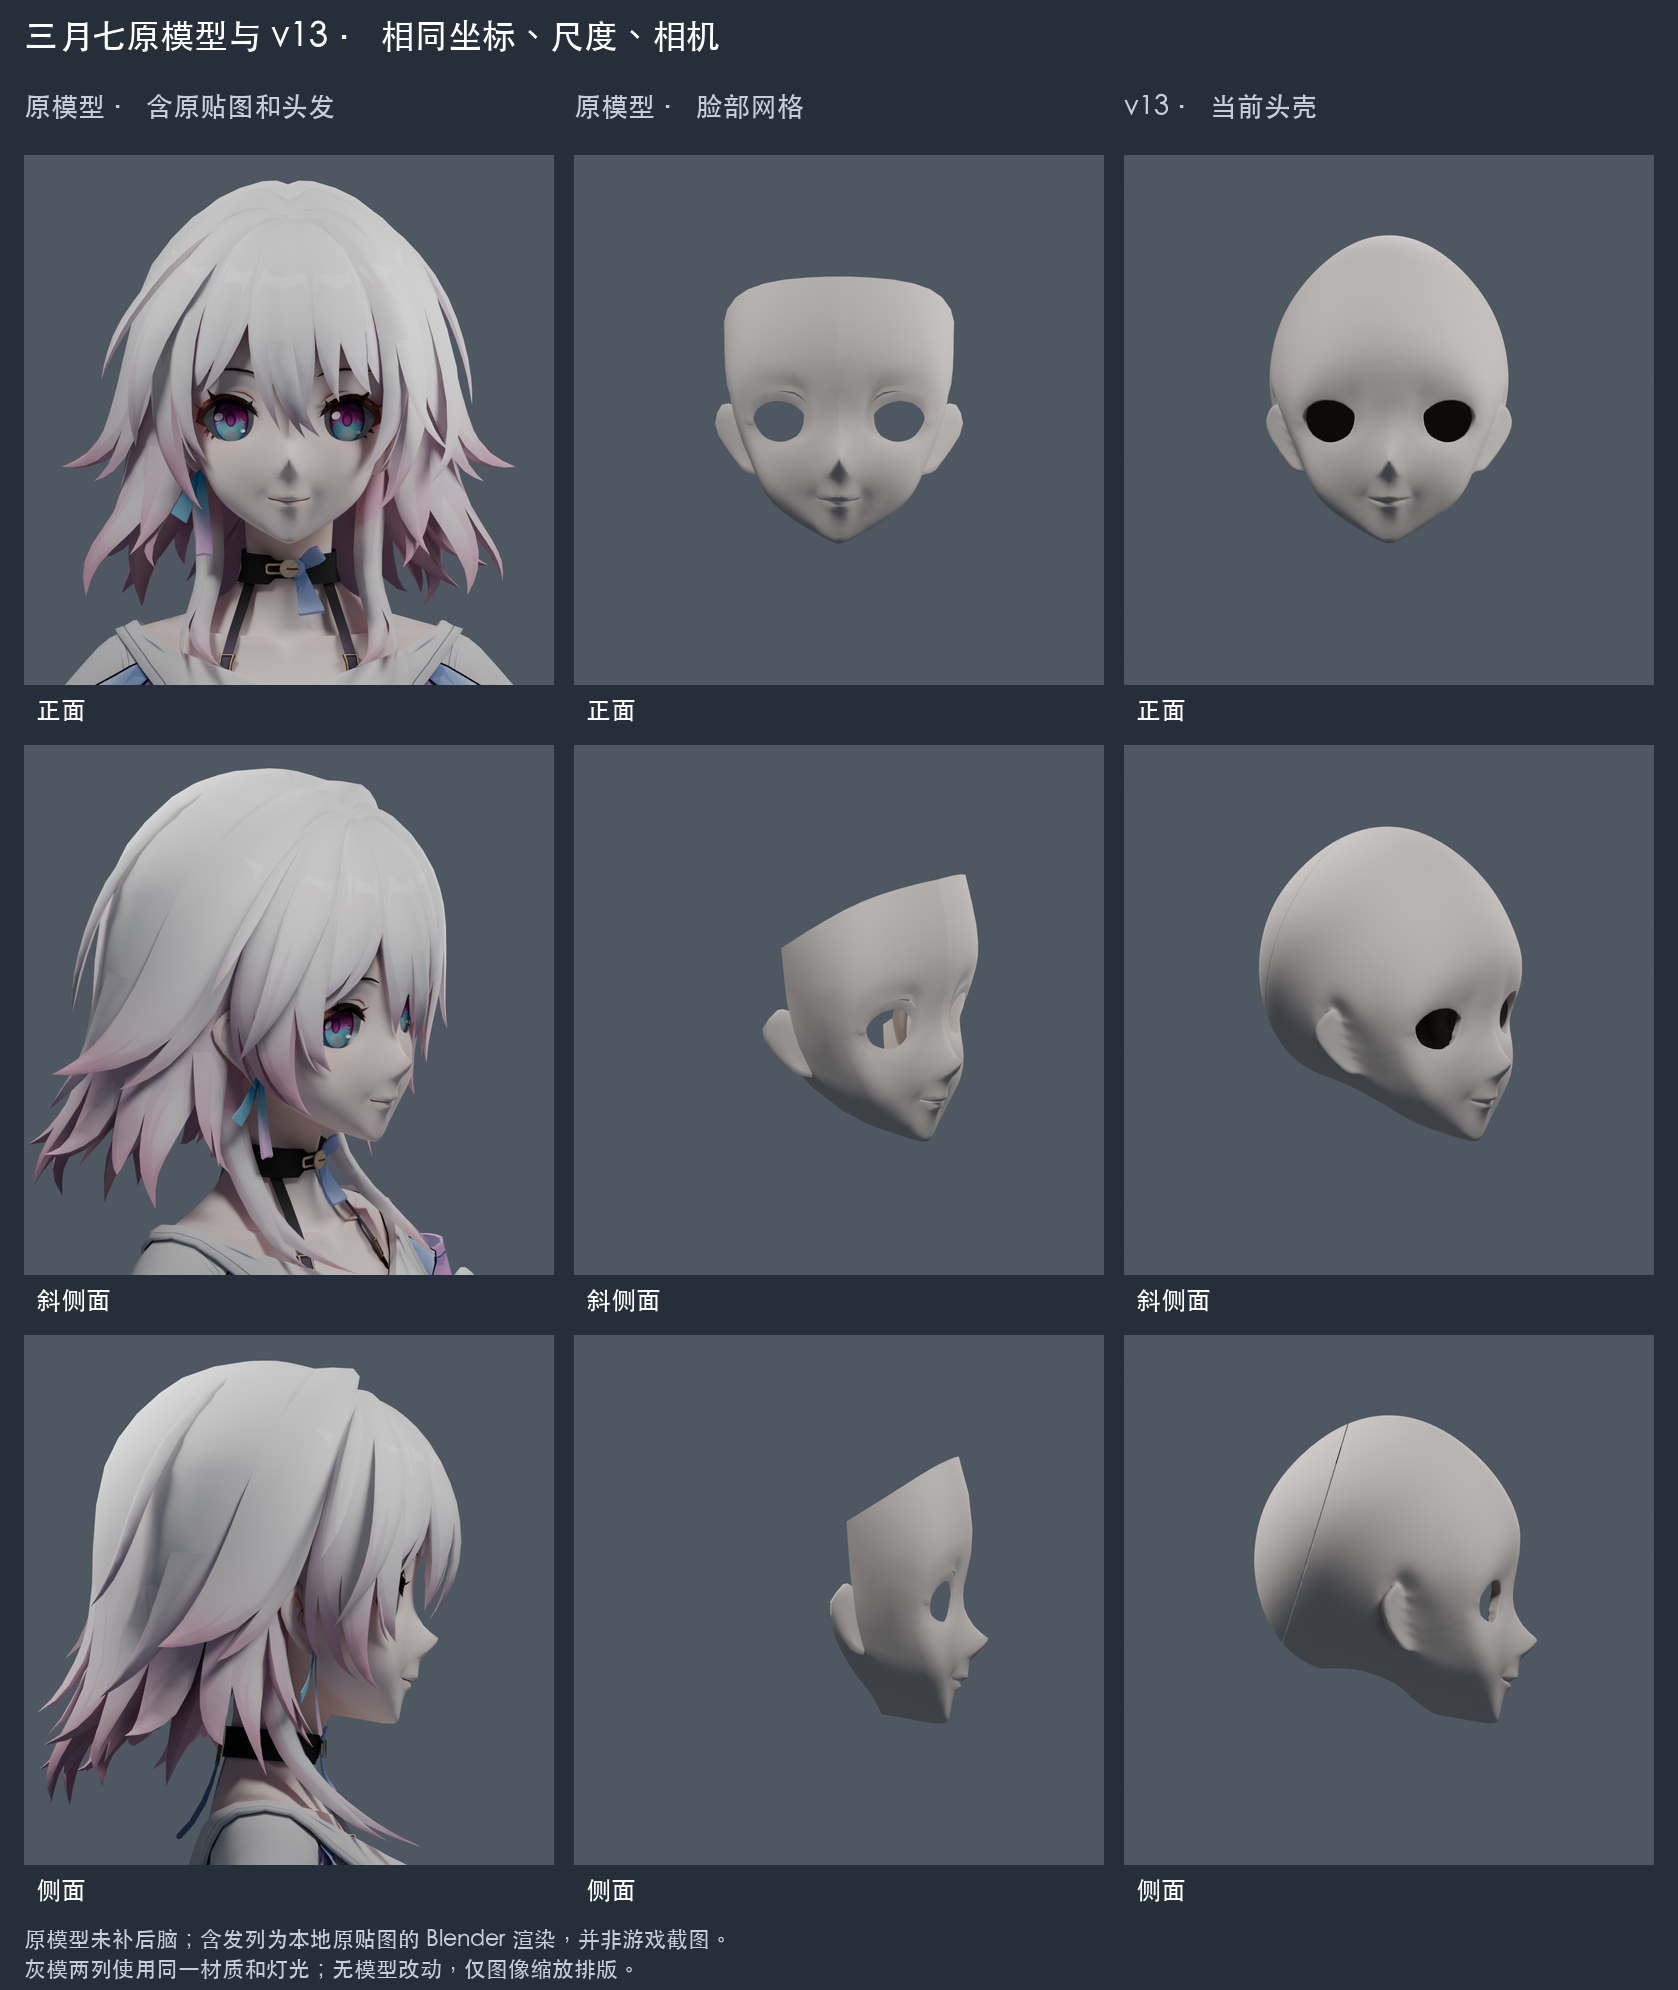 三月七原模型与 v13 · 相同坐标、尺度、相机
原模型 · 含原贴图和头发
原模型 · 脸部网格
v13 · 当前头壳
正面
正面
正面
斜侧面
斜侧面
斜侧面
侧面
侧面
侧面
原模型未补后脑；含发列为本地原贴图的 Blender 渲染，并非游戏截图。
灰模两列使用同一材质和灯光；无模型改动，仅图像缩放排版。